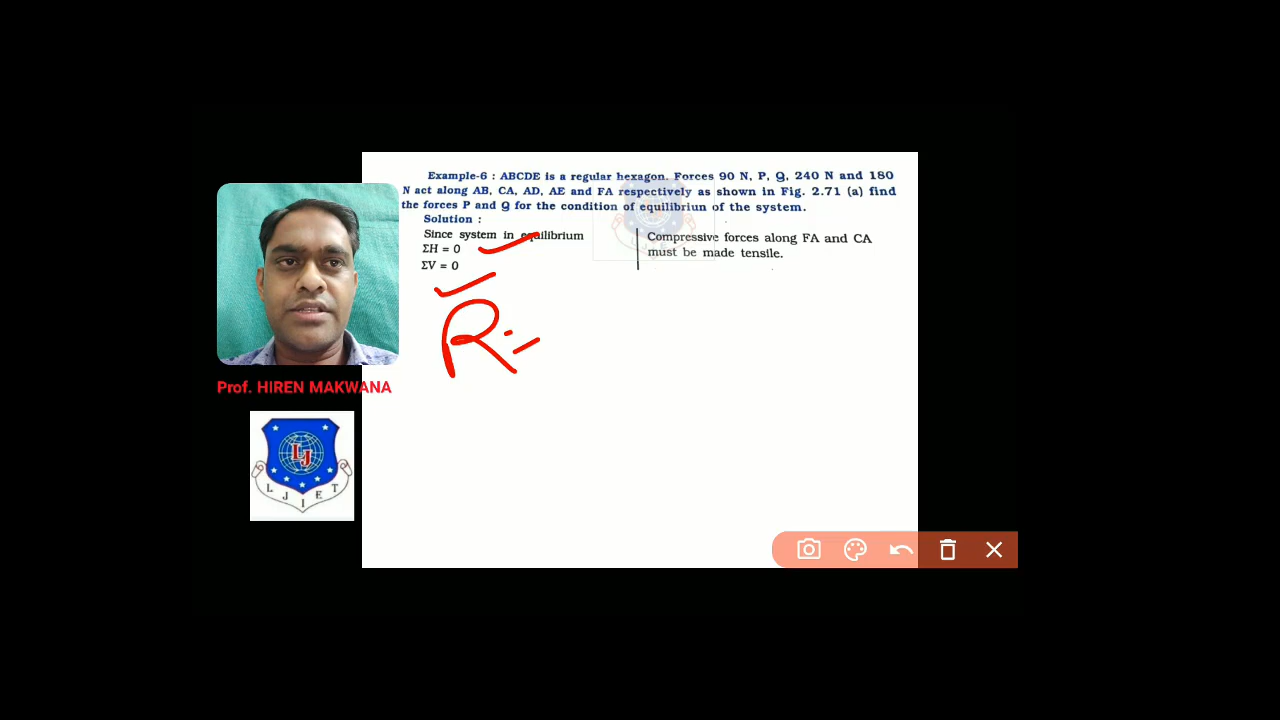 Example-6 : ABCDE is a regular hexagon. Forces 90 N, P, Q, 240 N and 180
N act along AB, CA, AD, AE and FA respectively as shown in Fig. 2.71 (a) find
the forces P and Q for the condition of equilibriun of the system.
Solution :
Since system in equilibrium
ΣH = 0
ΣV = 0
Compressive forces along FA and CA
must be made tensile.
R=
Prof. HIREN MAKWANA
LJ
L J I E T